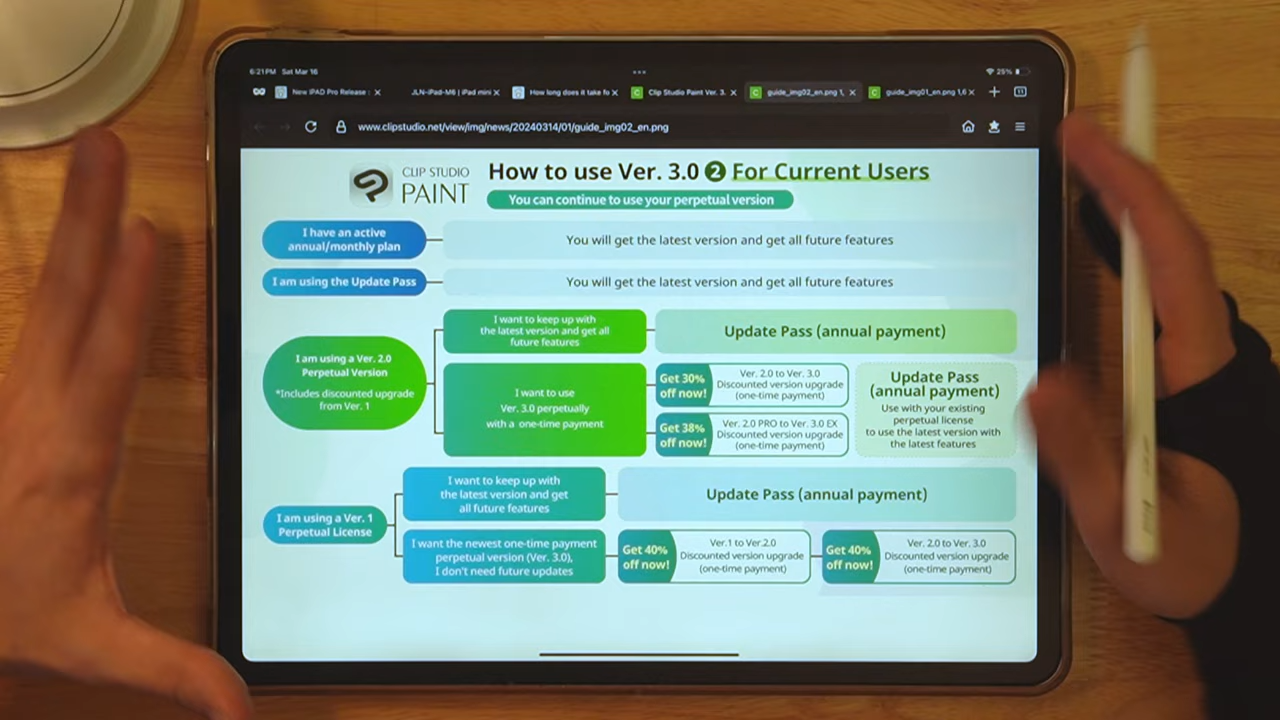 6:21 PM Sat Mar 16
25%
New iPAD Pro Release :
JLN-iPad-M6 | iPad mini
How long does it take fo
Clip Studio Paint Ver. 3.
guide_img02_en.png 1,
guide_img01_en.png 1,6
www.clipstudio.net/view/img/news/20240314/01/guide_img02_en.png
CLIP STUDIO
PAINT
How to use Ver. 3.0 2 For Current Users
You can continue to use your perpetual version
I have an active
annual/monthly plan
You will get the latest version and get all future features
I am using the Update Pass
You will get the latest version and get all future features
I am using a Ver. 2.0
Perpetual Version
*Includes discounted upgrade
from Ver. 1
I want to keep up with
the latest version and get all
future features
Update Pass (annual payment)
I want to use
Ver. 3.0 perpetually
with a one-time payment
Get 30%
off now!
Ver. 2.0 to Ver. 3.0
Discounted version upgrade
(one-time payment)
Get 38%
off now!
Ver. 2.0 PRO to Ver. 3.0 EX
Discounted version upgrade
(one-time payment)
Update Pass
(annual payment)
Use with your existing
perpetual license
to use the latest version with
the latest features
I am using a Ver. 1
Perpetual License
I want to keep up with
the latest version and get
all future features
Update Pass (annual payment)
I want the newest one-time payment
perpetual version (Ver. 3.0),
I don't need future updates
Get 40%
off now!
Ver.1 to Ver.2.0
Discounted version upgrade
(one-time payment)
Get 40%
off now!
Ver. 2.0 to Ver. 3.0
Discounted version upgrade
(one-time payment)